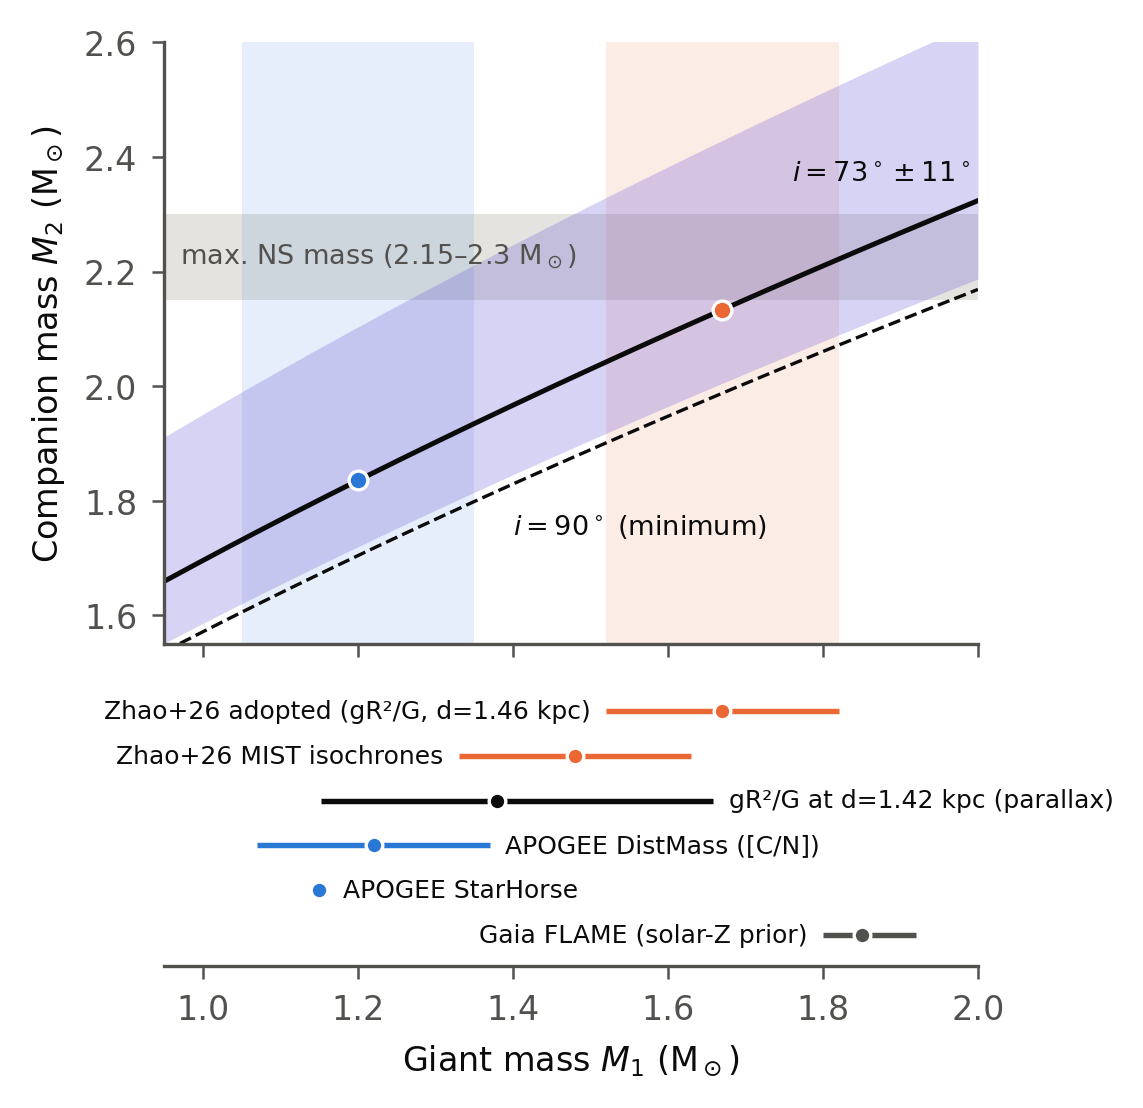 2.6
2.4
2.2
2.0
1.8
1.6
Companion mass M₂ (M⊙)
i = 73° ± 11°
max. NS mass (2.15–2.3 M⊙)
i = 90° (minimum)
Zhao+26 adopted (gR²/G, d=1.46 kpc)
Zhao+26 MIST isochrones
gR²/G at d=1.42 kpc (parallax)
APOGEE DistMass ([C/N])
APOGEE StarHorse
Gaia FLAME (solar-Z prior)
1.0 1.2 1.4 1.6 1.8 2.0
Giant mass M₁ (M⊙)